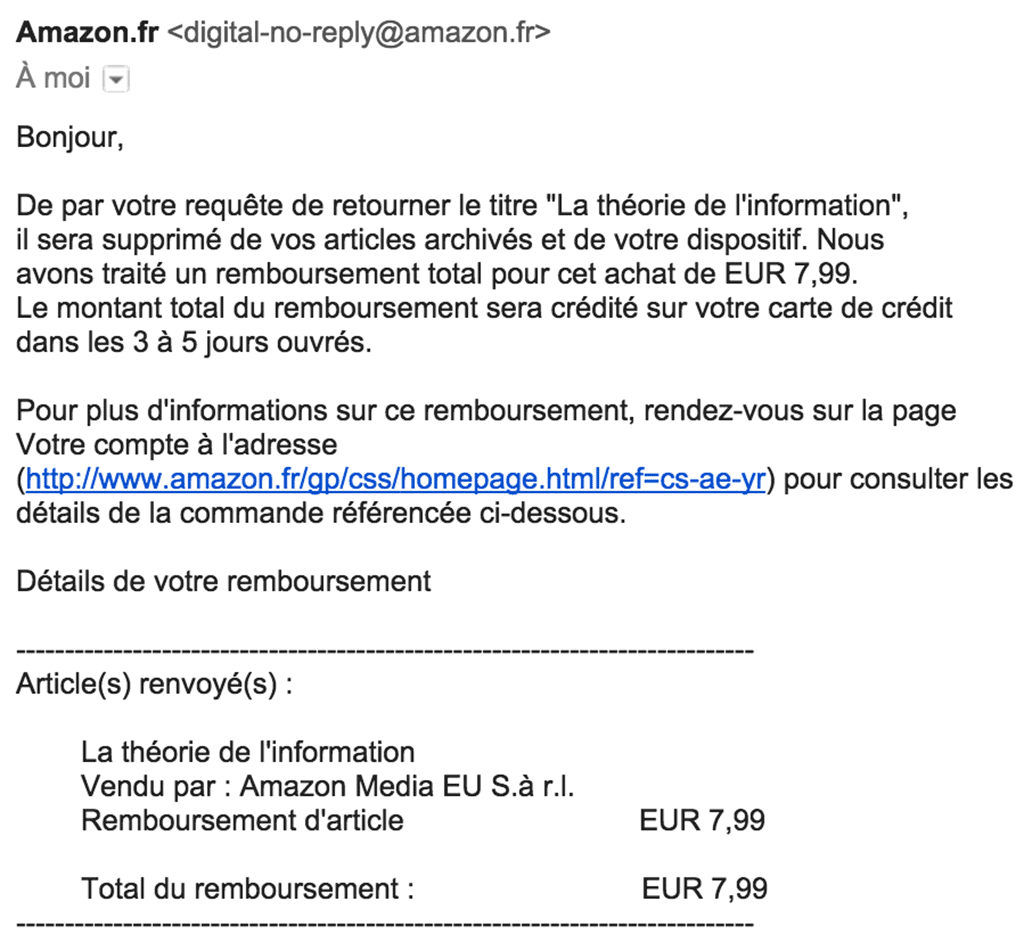 Amazon.fr <digital-no-reply@amazon.fr>
À moi
Bonjour,
De par votre requête de retourner le titre "La théorie de l'information",
il sera supprimé de vos articles archivés et de votre dispositif. Nous
avons traité un remboursement total pour cet achat de EUR 7,99.
Le montant total du remboursement sera crédité sur votre carte de crédit
dans les 3 à 5 jours ouvrés.
Pour plus d'informations sur ce remboursement, rendez-vous sur la page
Votre compte à l'adresse
(http://www.amazon.fr/gp/css/homepage.html/ref=cs-ae-yr) pour consulter les
détails de la commande référencée ci-dessous.
Détails de votre remboursement
----------------------------------------------------------------------------
Article(s) renvoyé(s) :
La théorie de l'information
Vendu par : Amazon Media EU S.à r.l.
Remboursement d'article EUR 7,99
Total du remboursement : EUR 7,99
----------------------------------------------------------------------------